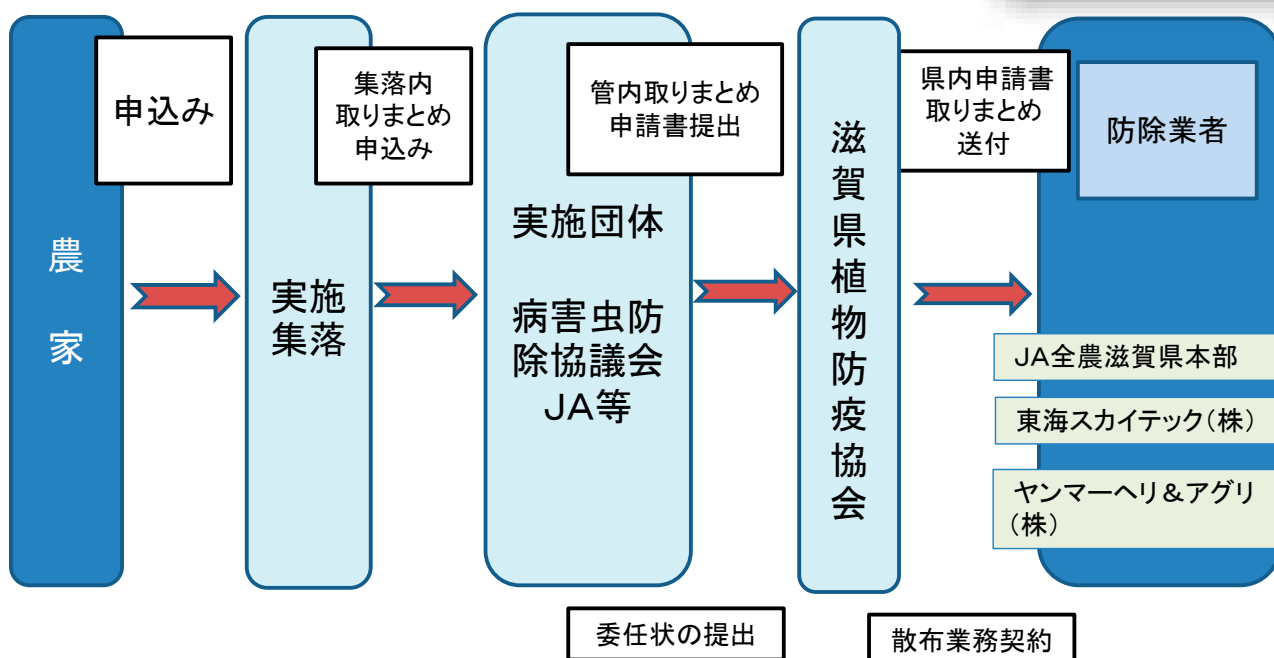 農
家
申込み
実施
集落
集落内
取りまとめ
申込み
実施団体
病害虫防
除協議会
JA等
管内取りまとめ
申請書提出
滋賀県植物防疫協会
県内申請書
取りまとめ
送付
防除業者
JA全農滋賀県本部
東海スカイテック(株)
ヤンマーヘリ&アグリ
(株)
委任状の提出
散布業務契約